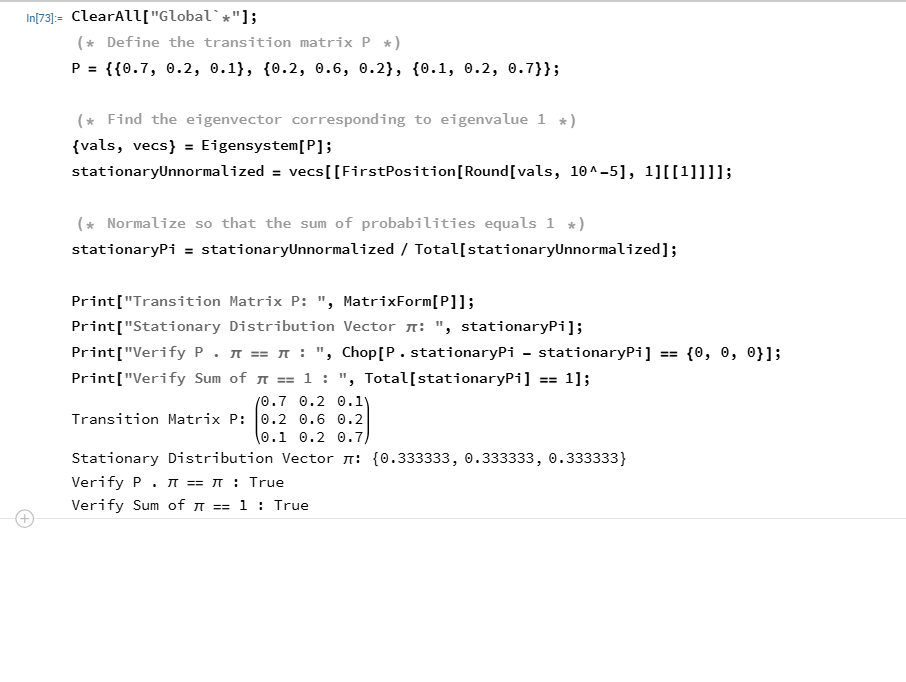 In[73]:= ClearAll["Global`*"];
(* Define the transition matrix P *)
P = {{0.7, 0.2, 0.1}, {0.2, 0.6, 0.2}, {0.1, 0.2, 0.7}};
(* Find the eigenvector corresponding to eigenvalue 1 *)
{vals, vecs} = Eigensystem[P];
stationaryUnnormalized = vecs[[FirstPosition[Round[vals, 10^-5], 1][[1]]]];
(* Normalize so that the sum of probabilities equals 1 *)
stationaryPi = stationaryUnnormalized / Total[stationaryUnnormalized];
Print["Transition Matrix P: ", MatrixForm[P]];
Print["Stationary Distribution Vector π: ", stationaryPi];
Print["Verify P . π == π : ", Chop[P.stationaryPi - stationaryPi] == {0, 0, 0}];
Print["Verify Sum of π == 1 : ", Total[stationaryPi] == 1];
0.7 0.2 0.1
Transition Matrix P: 0.2 0.6 0.2
0.1 0.2 0.7
Stationary Distribution Vector π: {0.333333, 0.333333, 0.333333}
Verify P . π == π : True
Verify Sum of π == 1 : True